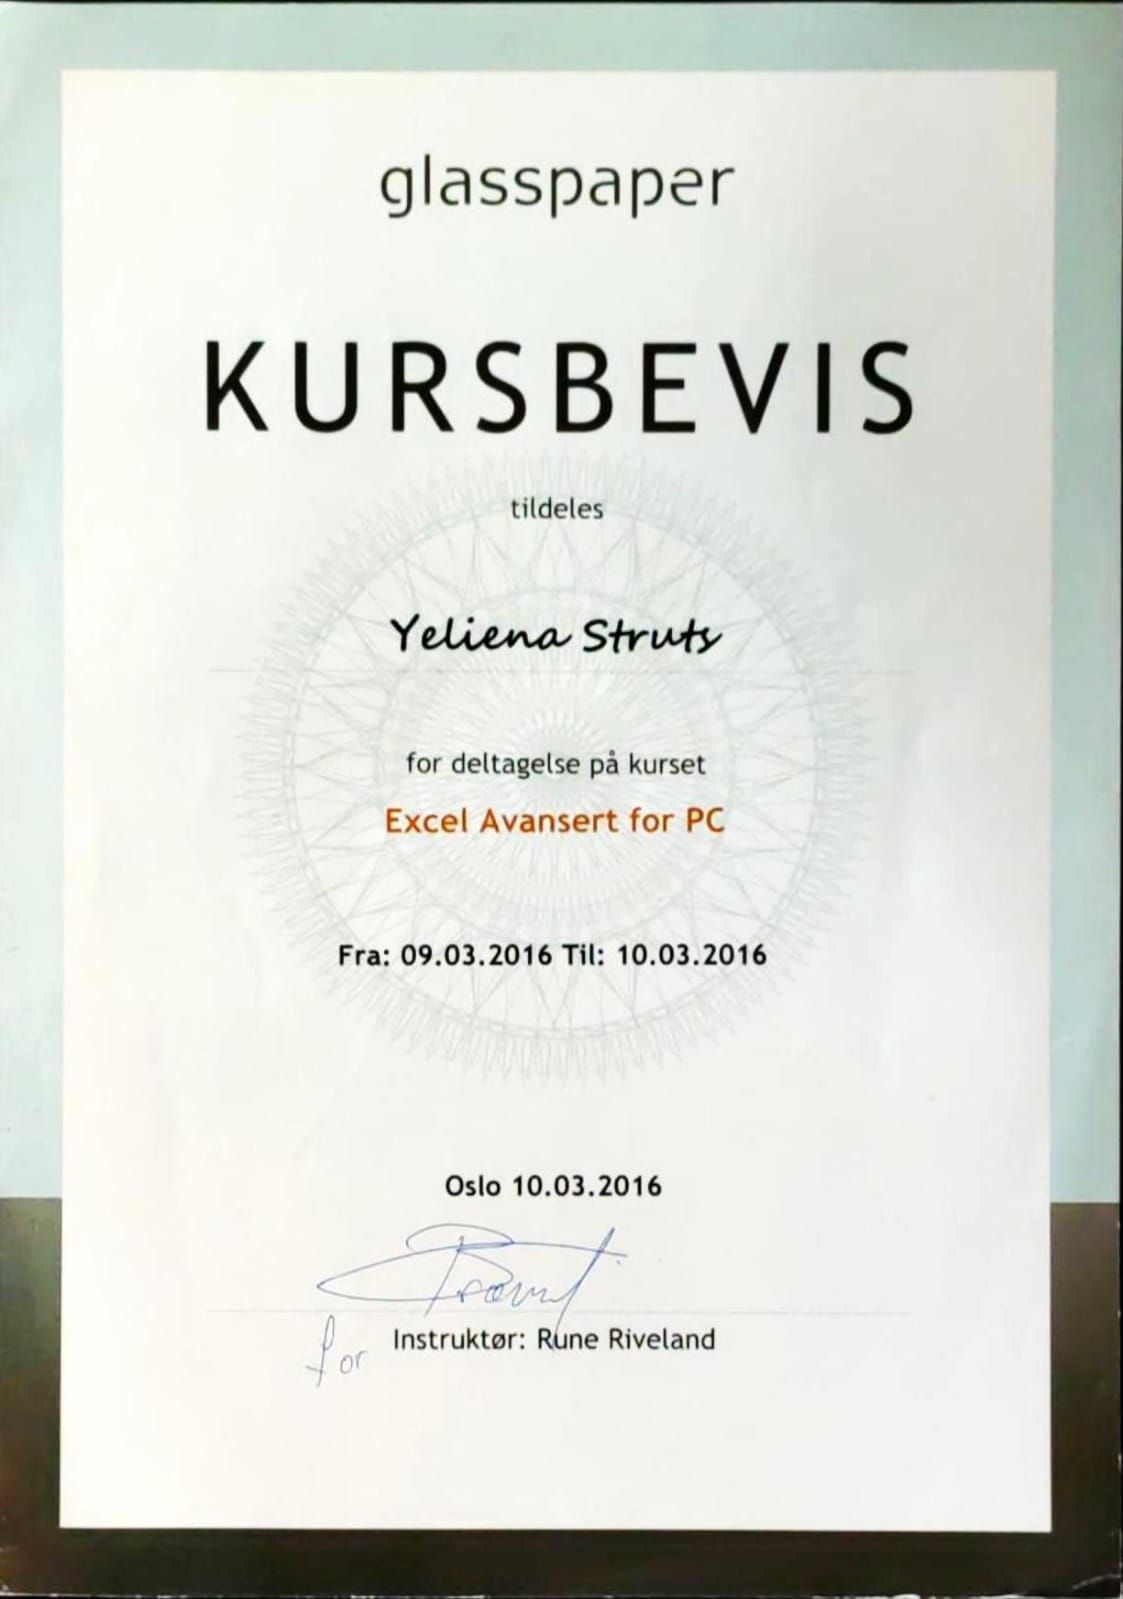 glasspaper
KURSBEVIS
tildeles
Yeliena Struts
for deltagelse på kurset
Excel Avansert for PC
Fra: 09.03.2016 Til: 10.03.2016
Oslo 10.03.2016
for
Instruktør: Rune Riveland